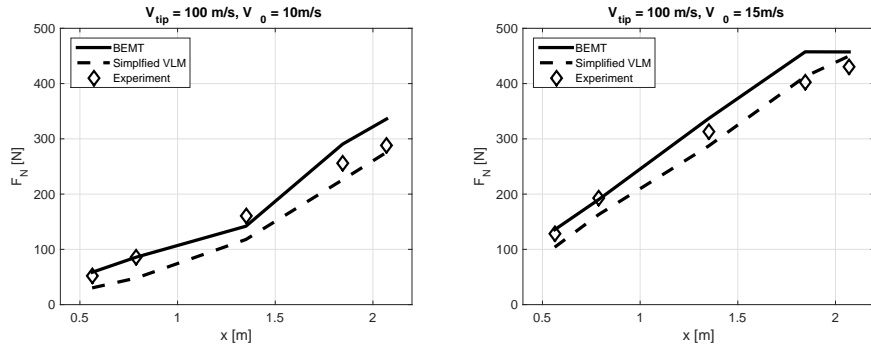 V_tip = 100 m/s, V_0 = 10m/s
500
400
300
200
100
0
F_N [N]
BEMT
Simplified VLM
Experiment
0.5 1 1.5 2
x [m]
V_tip = 100 m/s, V_0 = 15m/s
500
400
300
200
100
0
F_N [N]
BEMT
Simplified VLM
Experiment
0.5 1 1.5 2
x [m]